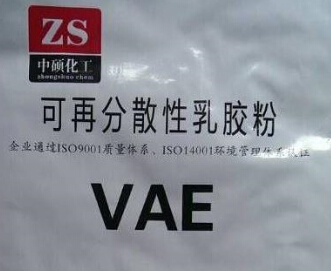 ZS
中硕化工
zhongshuo chem
可再分散性乳胶粉
企业通过ISO9001质量体系、ISO14001环境管理体系认证
VAE